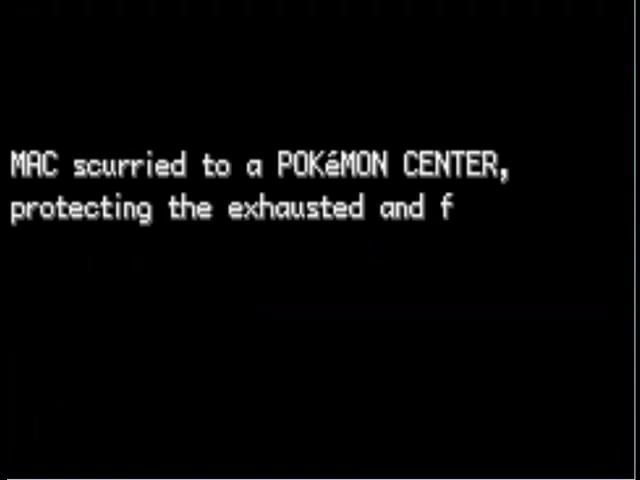 MAC scurried to a POKéMON CENTER,
protecting the exhausted and f